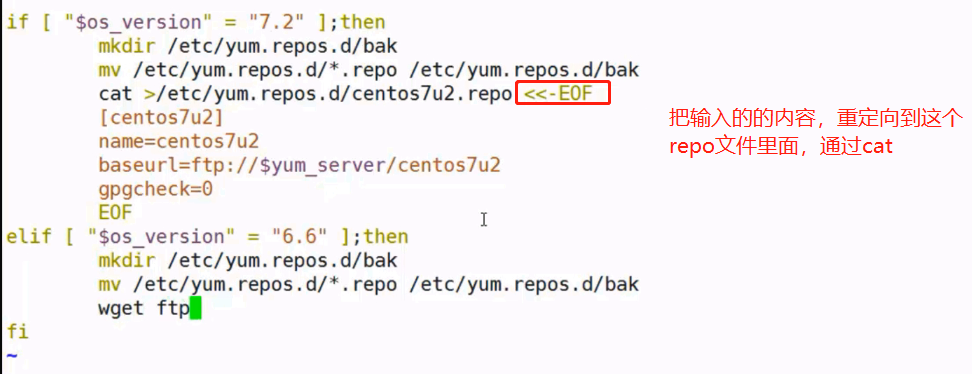 if [ "$os_version" = "7.2" ];then
mkdir /etc/yum.repos.d/bak
mv /etc/yum.repos.d/*.repo /etc/yum.repos.d/bak
cat >/etc/yum.repos.d/centos7u2.repo <<-EOF
[centos7u2]
name=centos7u2
baseurl=ftp://$yum_server/centos7u2
gpgcheck=0
EOF
elif [ "$os_version" = "6.6" ];then
mkdir /etc/yum.repos.d/bak
mv /etc/yum.repos.d/*.repo /etc/yum.repos.d/bak
wget ftp
fi
~
把输入的的内容，重定向到这个
repo文件里面，通过cat